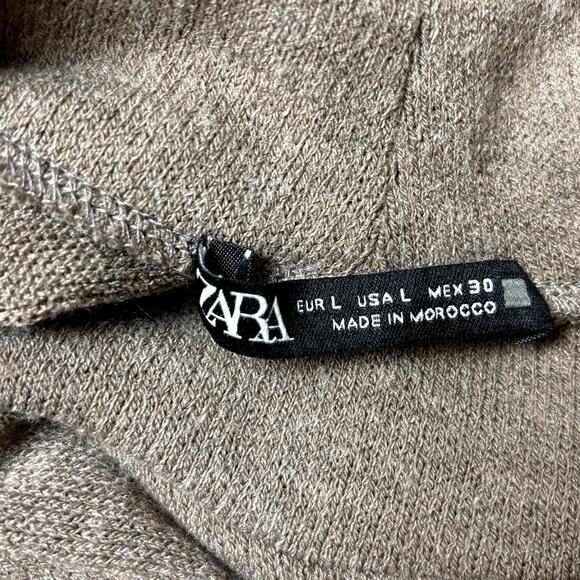 ZARA
EUR L USA L MEX 30
MADE IN MOROCCO